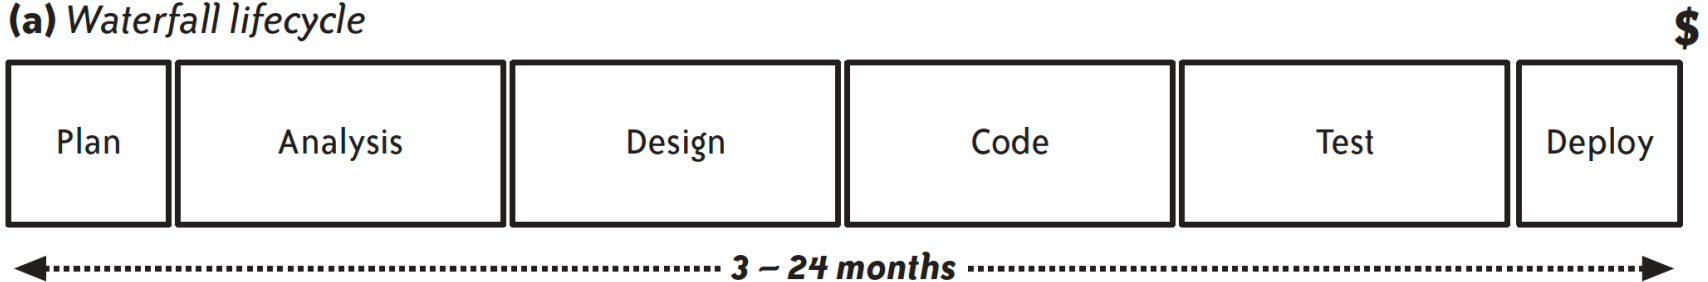 (a) Waterfall lifecycle
$
Plan
Analysis
Design
Code
Test
Deploy
3 – 24 months